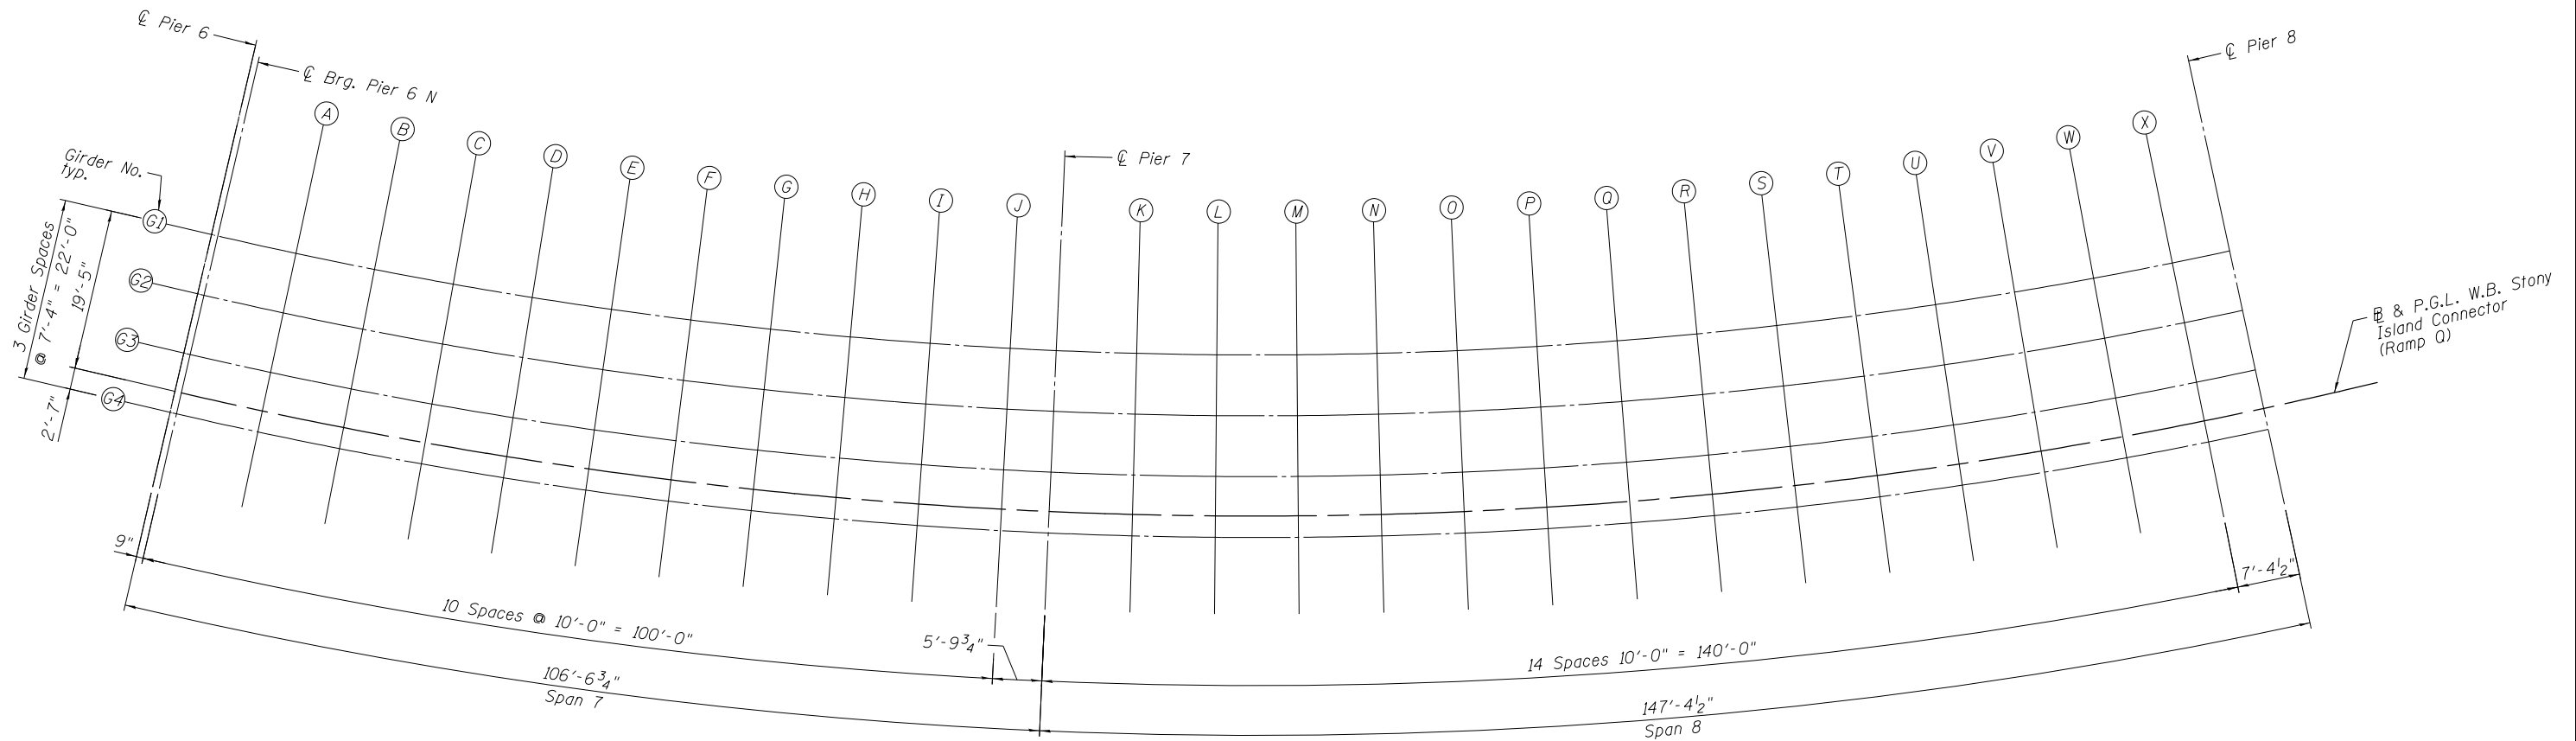 ℄ Pier 6
℄ Brg. Pier 6 N
℄ Pier 8
A
B
C
D
E
F
G
H
I
J
℄ Pier 7
K
L
M
N
O
P
Q
R
S
T
U
V
W
X
Girder No.
typ.
G1
G2
G3
G4
3 Girder Spaces
@ 7'-4" = 22'-0"
19'-5"
2'-7"
& P.G.L. W.B. Stony
Island Connector
(Ramp Q)
9"
10 Spaces @ 10'-0" = 100'-0"
5'-9¾"
14 Spaces 10'-0" = 140'-0"
7'-4½"
106'-6¾"
Span 7
147'-4½"
Span 8